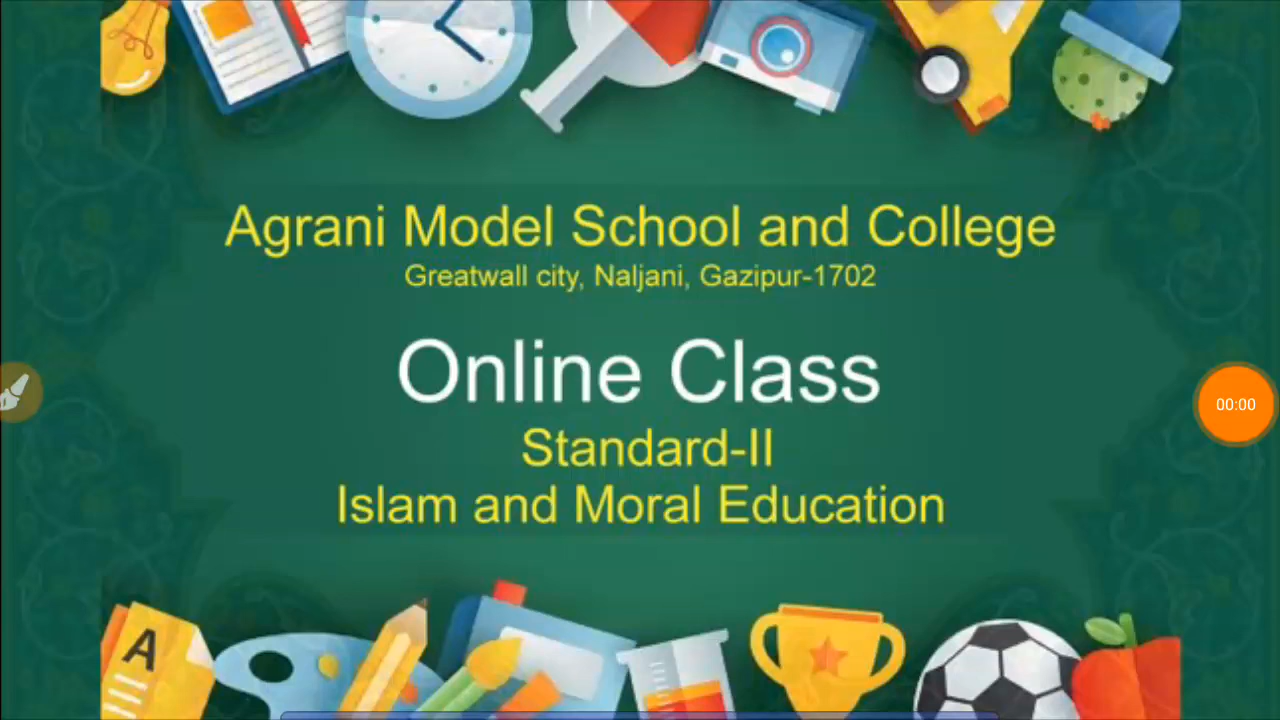 Agrani Model School and College
Greatwall city, Naljani, Gazipur-1702
Online Class
00:00
Standard-II
Islam and Moral Education
A